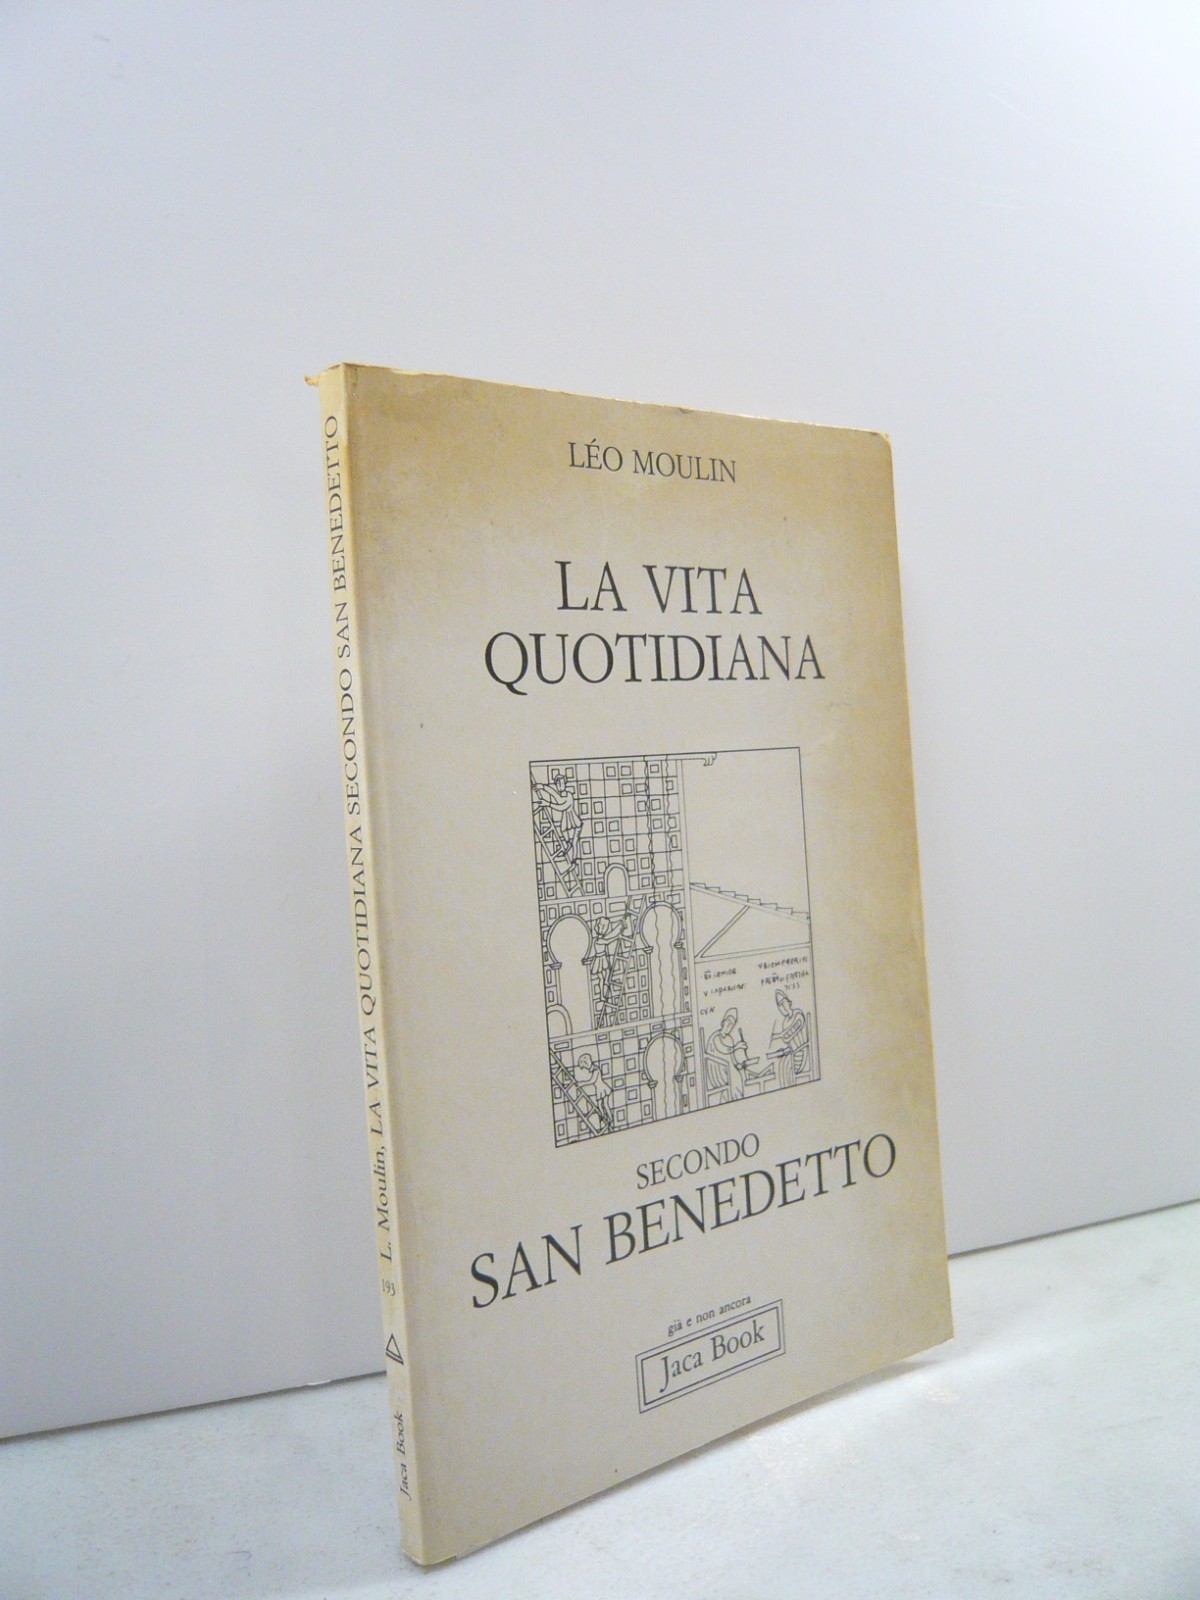 LÉO MOULIN
LA VITA
QUOTIDIANA
SECONDO
SAN BENEDETTO
già e non ancora
Jaca Book
L. Moulin, LA VITA QUOTIDIANA SECONDO SAN BENEDETTO
193
Jaca Book